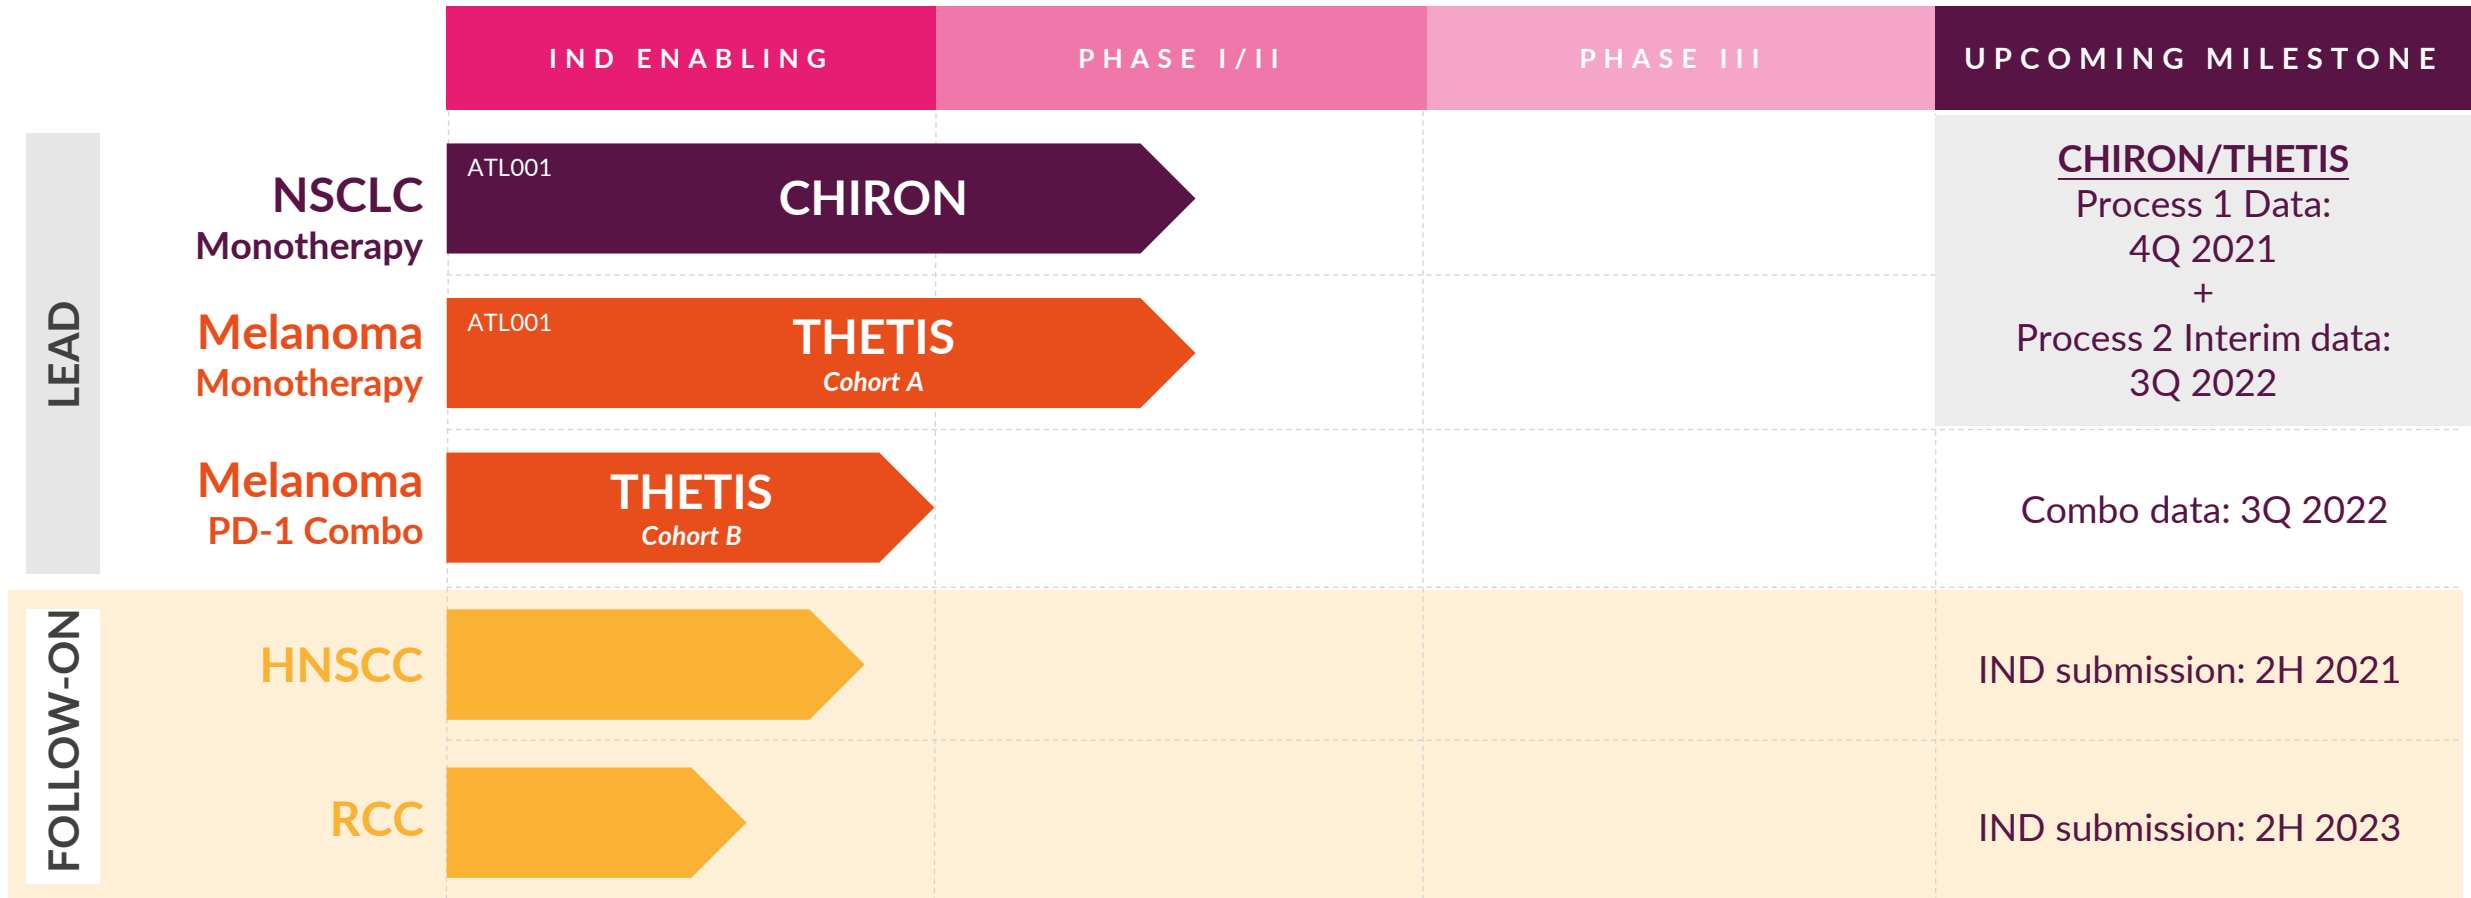 IND ENABLING
PHASE I/II
PHASE III
UPCOMING MILESTONE
LEAD
NSCLC
Monotherapy
ATL001
CHIRON
CHIRON/THETIS
Process 1 Data:
4Q 2021
+
Process 2 Interim data:
3Q 2022
Melanoma
Monotherapy
ATL001
THETIS
Cohort A
Melanoma
PD-1 Combo
THETIS
Cohort B
Combo data: 3Q 2022
FOLLOW-ON
HNSCC
IND submission: 2H 2021
RCC
IND submission: 2H 2023